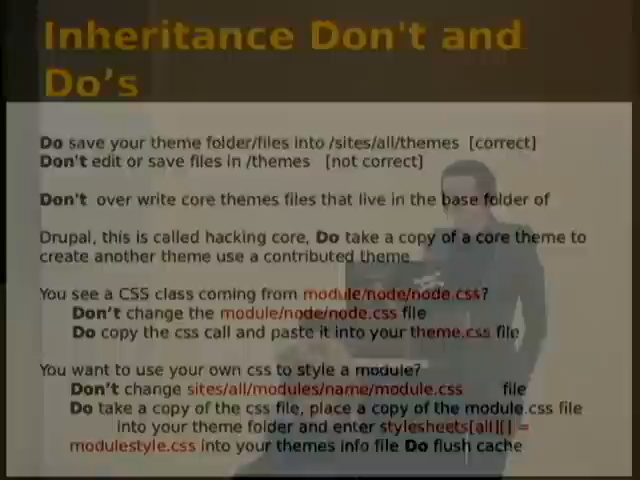 Inheritance Don't and
Do’s
Do save your theme folder/files into /sites/all/themes [correct]
Don't edit or save files in /themes [not correct]
Don't over write core themes files that live in the base folder of
Drupal, this is called hacking core, Do take a copy of a core theme to
create another theme use a contributed theme
You see a CSS class coming from module/node/node.css?
Don’t change the module/node/node.css file
Do copy the css call and paste it into your theme.css file
You want to use your own css to style a module?
Don’t change sites/all/modules/name/module.css file
Do take a copy of the css file, place a copy of the module.css file
into your theme folder and enter stylesheets[all][] =
modulestyle.css into your themes info file Do flush cache